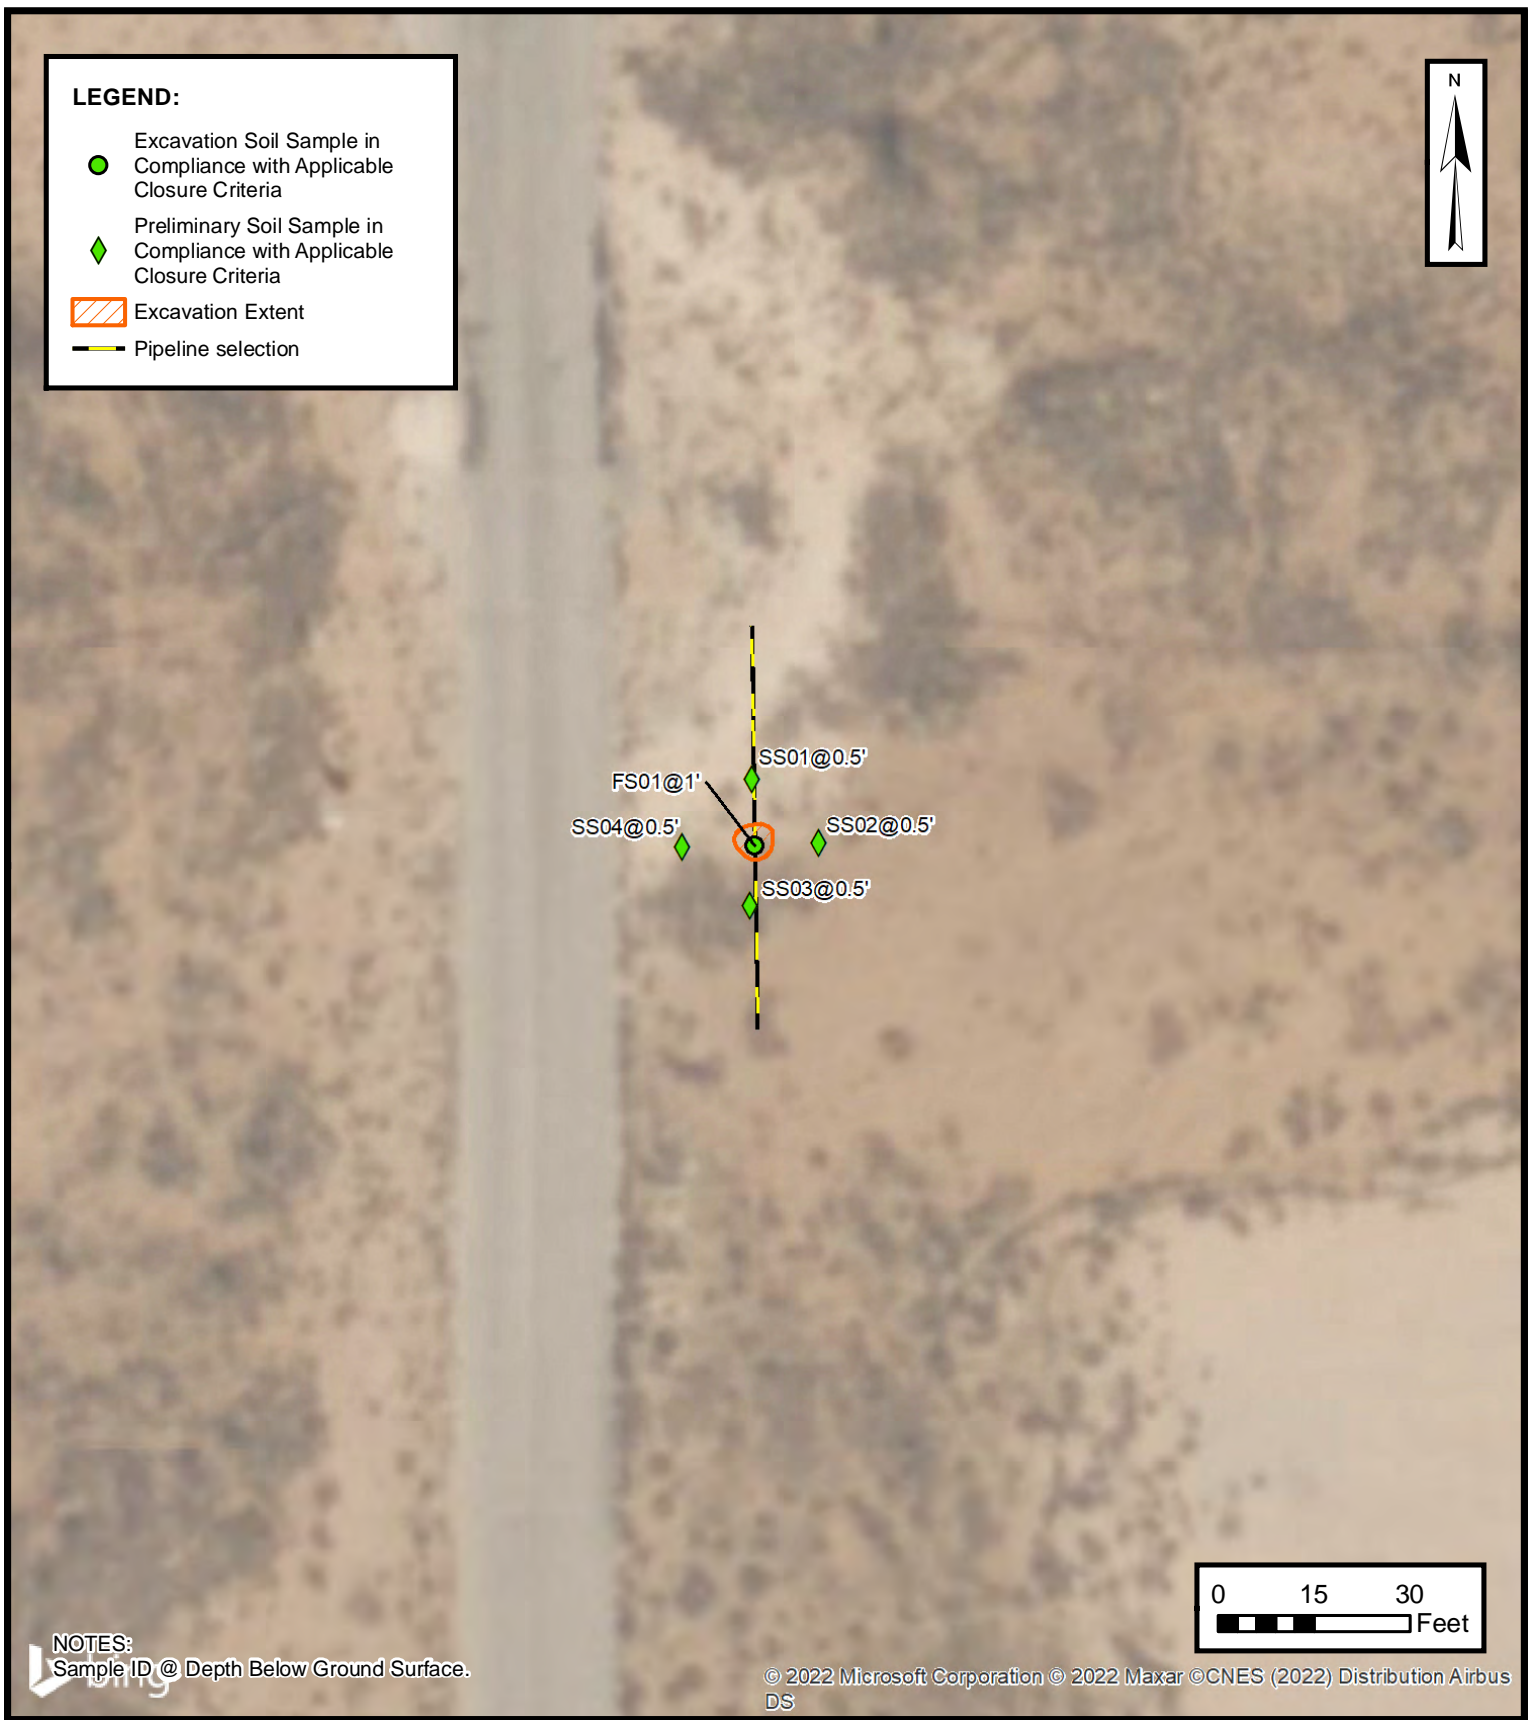 LEGEND:
Excavation Soil Sample in
Compliance with Applicable
Closure Criteria
Preliminary Soil Sample in
Compliance with Applicable
Closure Criteria
Excavation Extent
Pipeline selection
N
SS01@0.5'
FS01@1'
SS04@0.5'
SS02@0.5'
SS03@0.5'
0 15 30
Feet
NOTES:
Sample ID @ Depth Below Ground Surface.
bing
© 2022 Microsoft Corporation © 2022 Maxar ©CNES (2022) Distribution Airbus
DS